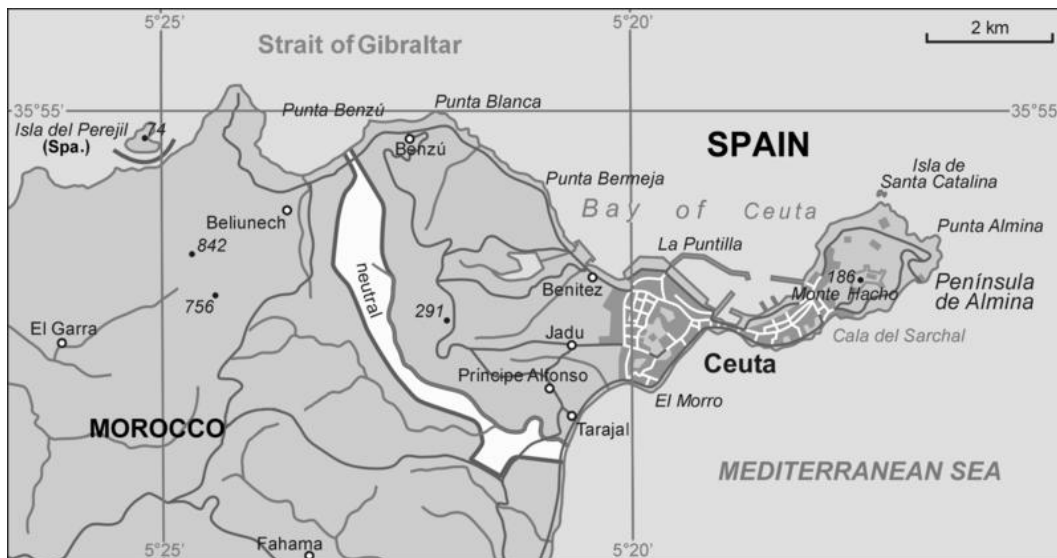 5°25'
5°20'
2 km
Strait of Gibraltar
35°55'
35°55'
Punta Benzú
Punta Blanca
Isla del Perejil
(Spa.)
74
Benzú
SPAIN
Isla de
Santa Catalina
Punta Bermeja
Bay of Ceuta
Punta Almina
Beliunech
La Puntilla
842
neutral
Benitez
186
Monte Hacho
Península
de Almina
756
291
El Garra
Jadu
Cala del Sarchal
Ceuta
Príncipe Alfonso
El Morro
MOROCCO
Tarajal
MEDITERRANEAN SEA
Fahama
5°25'
5°20'